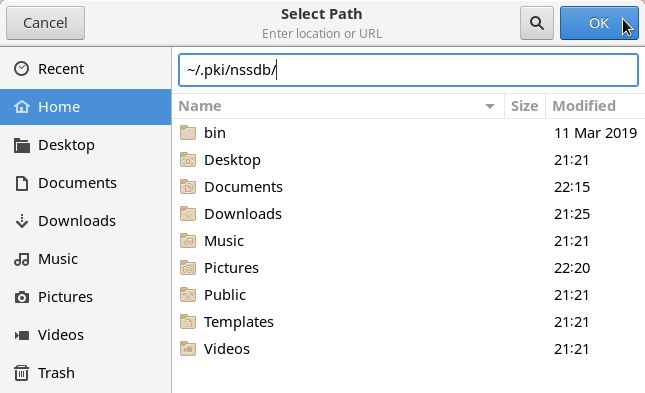 Cancel
Select Path
Enter location or URL
OK
Recent
Home
Desktop
Documents
Downloads
Music
Pictures
Videos
Trash
~/.pki/nssdb/
Name Size Modified
bin 11 Mar 2019
Desktop 21:21
Documents 22:15
Downloads 21:25
Music 21:21
Pictures 22:20
Public 21:21
Templates 21:21
Videos 21:21